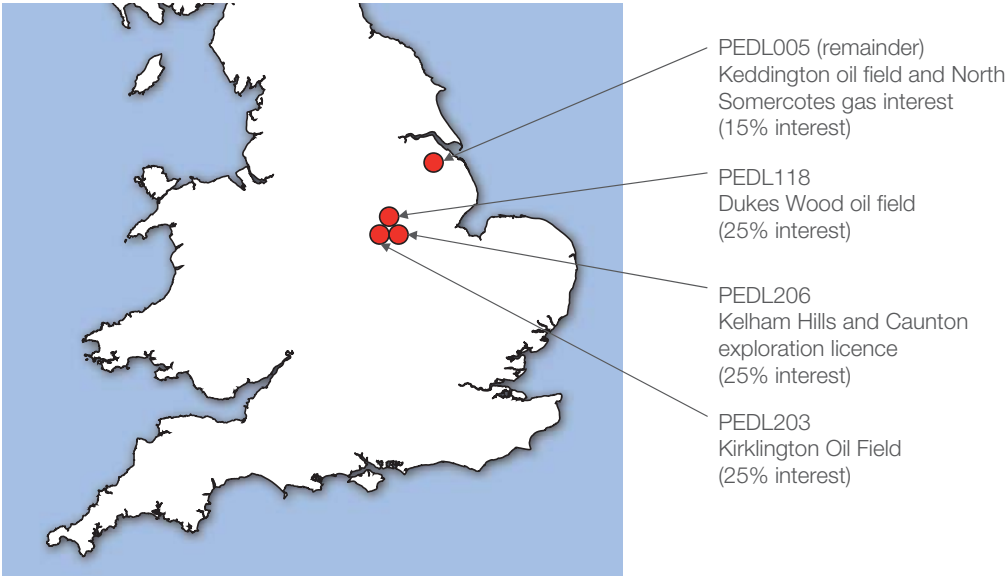 PEDL005 (remainder)
Keddington oil field and North
Somercotes gas interest
(15% interest)
PEDL118
Dukes Wood oil field
(25% interest)
PEDL206
Kelham Hills and Caunton
exploration licence
(25% interest)
PEDL203
Kirklington Oil Field
(25% interest)